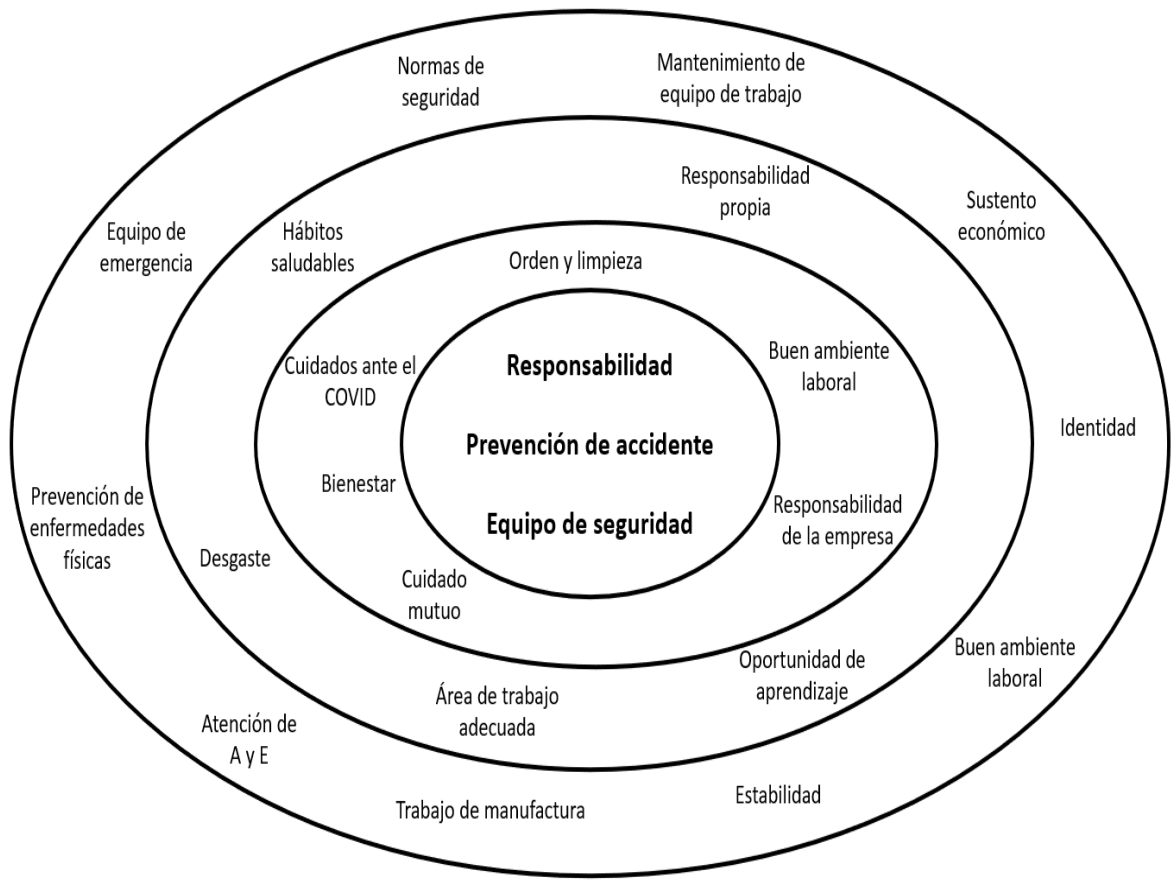 Normas de
seguridad
Mantenimiento de
equipo de trabajo
Responsabilidad
propia
Sustento
económico
Equipo de
emergencia
Hábitos
saludables
Orden y limpieza
Cuidados ante el
COVID
Responsabilidad
Buen ambiente
laboral
Prevención de accidente
Identidad
Bienestar
Prevención de
enfermedades
físicas
Equipo de seguridad
Responsabilidad
de la empresa
Desgaste
Cuidado
mutuo
Oportunidad de
aprendizaje
Buen ambiente
laboral
Área de trabajo
adecuada
Atención de
A y E
Trabajo de manufactura
Estabilidad